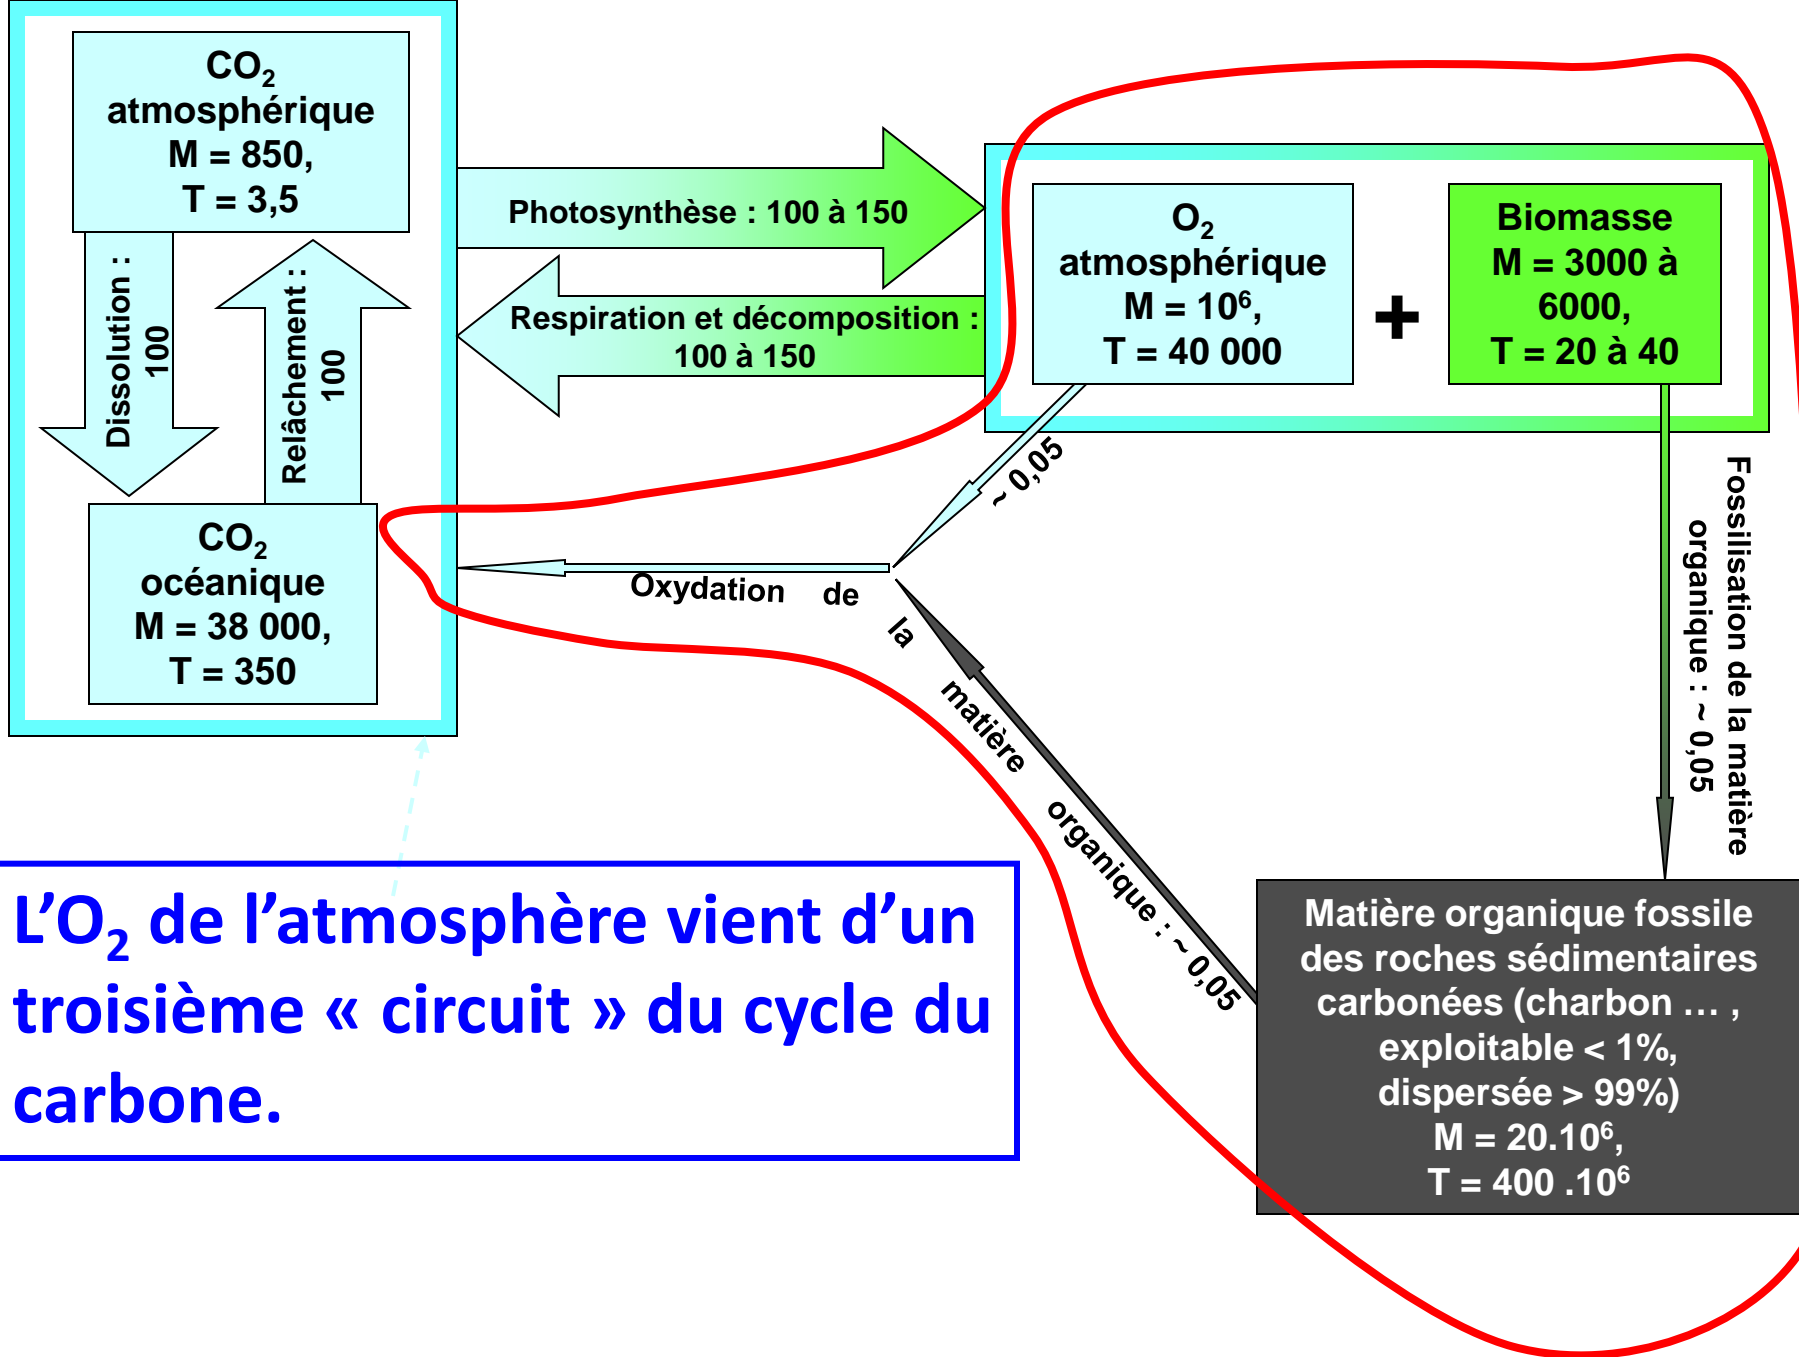 CO₂
atmosphérique
M = 850,
T = 3,5
Dissolution :
100
Relâchement :
100
CO₂
océanique
M = 38 000,
T = 350
Photosynthèse : 100 à 150
Respiration et décomposition :
100 à 150
O₂
atmosphérique
M = 10⁶,
T = 40 000
+
Biomasse
M = 3000 à
6000,
T = 20 à 40
~ 0,05
Oxydation de la matière organique : ~ 0,05
Fossilisation de la matière
organique : ~ 0,05
Matière organique fossile
des roches sédimentaires
carbonées (charbon … ,
exploitable < 1%,
dispersée > 99%)
M = 20.10⁶,
T = 400 .10⁶
L’O₂ de l’atmosphère vient d’un
troisième « circuit » du cycle du
carbone.